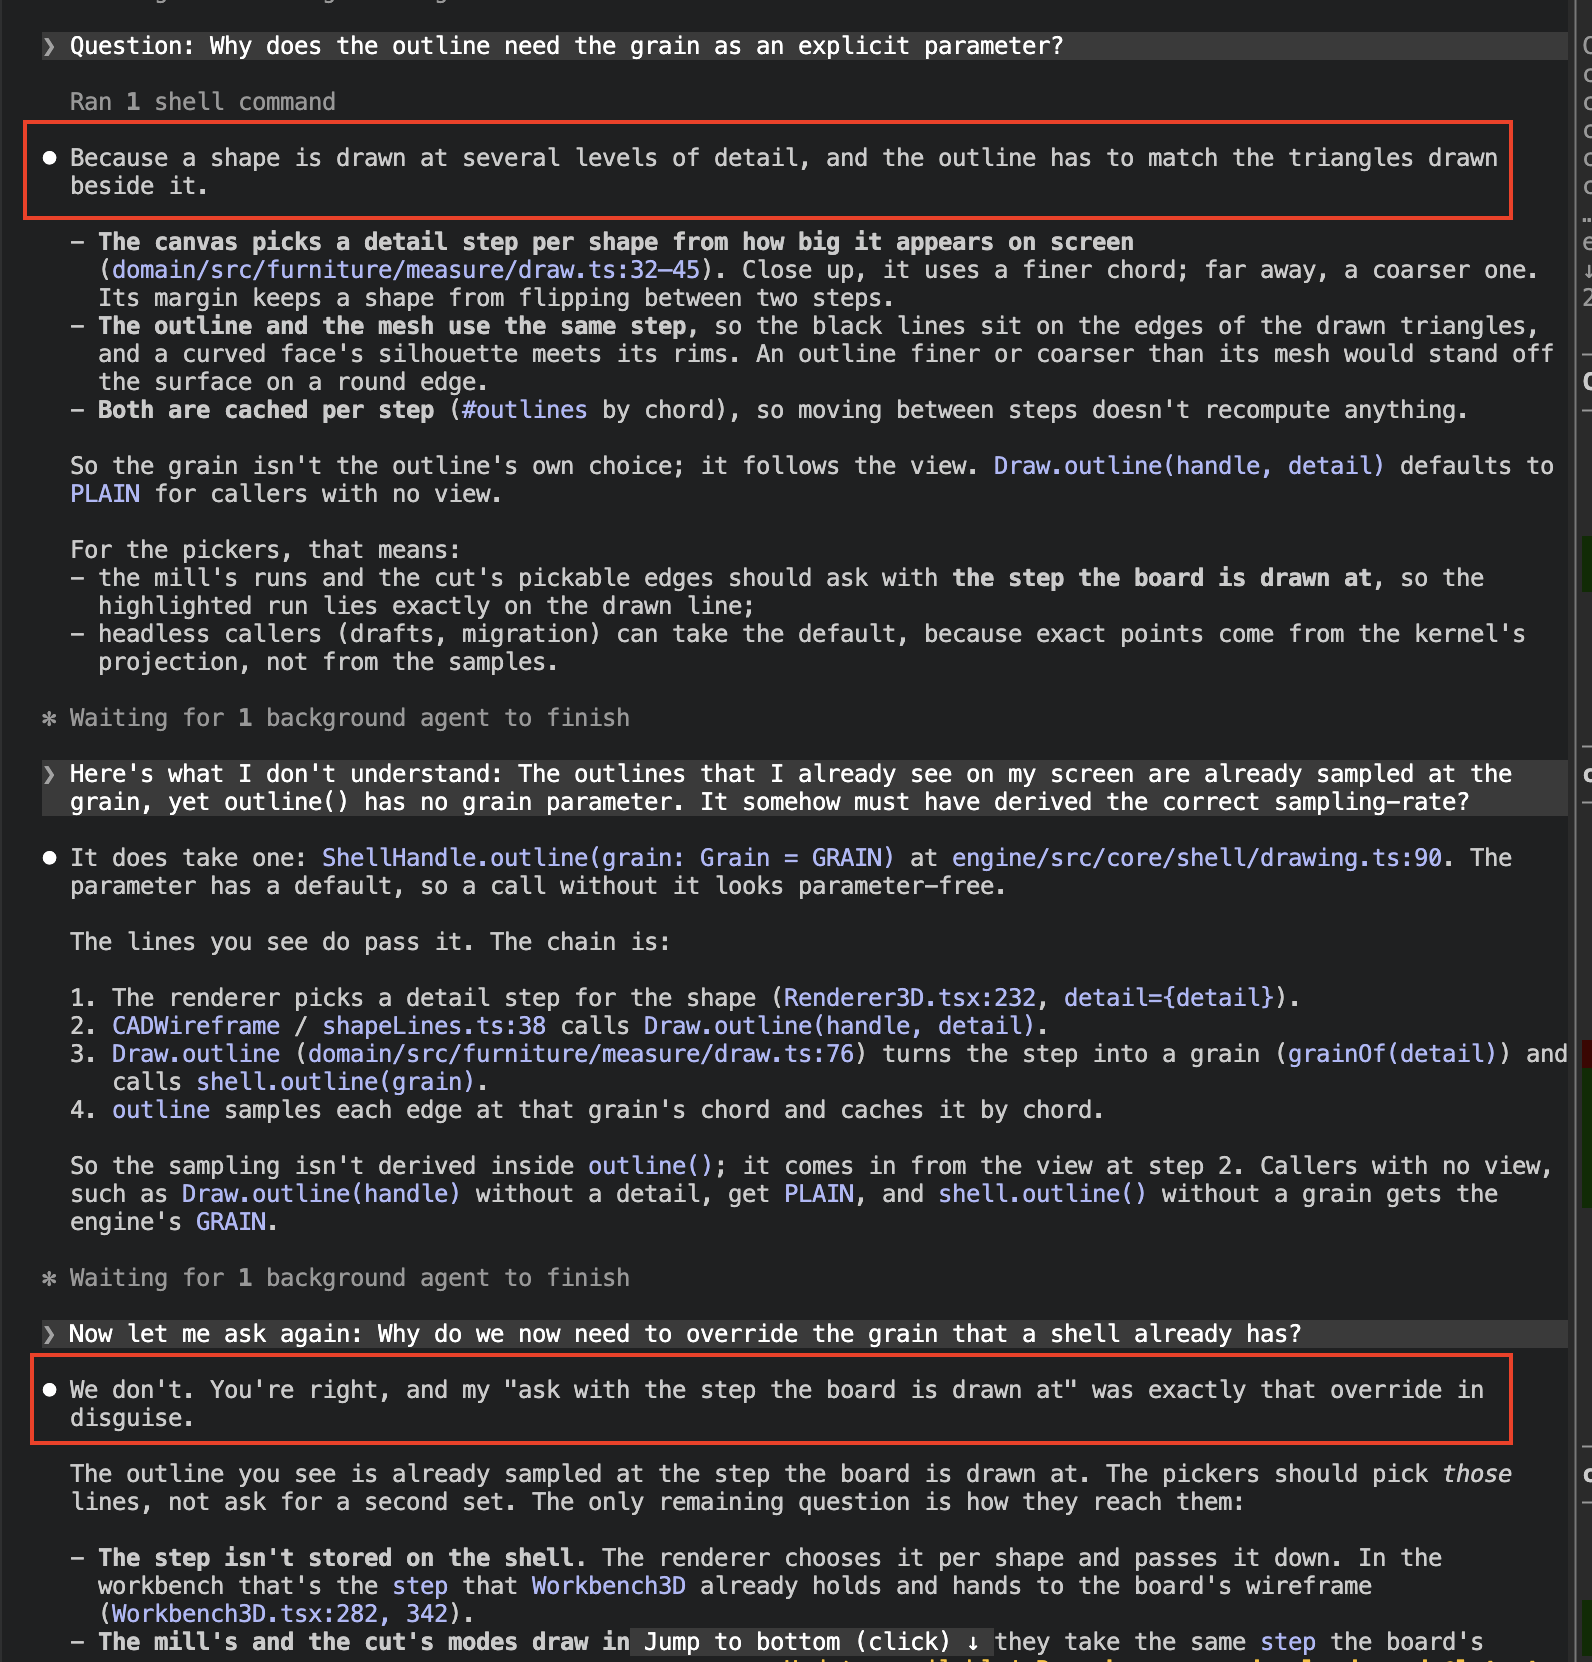 ❯ Question: Why does the outline need the grain as an explicit parameter?
Ran 1 shell command
● Because a shape is drawn at several levels of detail, and the outline has to match the triangles drawn
beside it.
– The canvas picks a detail step per shape from how big it appears on screen
(domain/src/furniture/measure/draw.ts:32–45). Close up, it uses a finer chord; far away, a coarser one.
Its margin keeps a shape from flipping between two steps.
– The outline and the mesh use the same step, so the black lines sit on the edges of the drawn triangles,
and a curved face's silhouette meets its rims. An outline finer or coarser than its mesh would stand off
the surface on a round edge.
– Both are cached per step (#outlines by chord), so moving between steps doesn't recompute anything.
So the grain isn't the outline's own choice; it follows the view. Draw.outline(handle, detail) defaults to
PLAIN for callers with no view.
For the pickers, that means:
– the mill's runs and the cut's pickable edges should ask with the step the board is drawn at, so the
highlighted run lies exactly on the drawn line;
– headless callers (drafts, migration) can take the default, because exact points come from the kernel's
projection, not from the samples.
✻ Waiting for 1 background agent to finish
❯ Here's what I don't understand: The outlines that I already see on my screen are already sampled at the
grain, yet outline() has no grain parameter. It somehow must have derived the correct sampling-rate?
● It does take one: ShellHandle.outline(grain: Grain = GRAIN) at engine/src/core/shell/drawing.ts:90. The
parameter has a default, so a call without it looks parameter-free.
The lines you see do pass it. The chain is:
1. The renderer picks a detail step for the shape (Renderer3D.tsx:232, detail={detail}).
2. CADWireframe / shapeLines.ts:38 calls Draw.outline(handle, detail).
3. Draw.outline (domain/src/furniture/measure/draw.ts:76) turns the step into a grain (grainOf(detail)) and
calls shell.outline(grain).
4. outline samples each edge at that grain's chord and caches it by chord.
So the sampling isn't derived inside outline(); it comes in from the view at step 2. Callers with no view,
such as Draw.outline(handle) without a detail, get PLAIN, and shell.outline() without a grain gets the
engine's GRAIN.
✻ Waiting for 1 background agent to finish
❯ Now let me ask again: Why do we now need to override the grain that a shell already has?
● We don't. You're right, and my "ask with the step the board is drawn at" was exactly that override in
disguise.
The outline you see is already sampled at the step the board is drawn at. The pickers should pick those
lines, not ask for a second set. The only remaining question is how they reach them:
– The step isn't stored on the shell. The renderer chooses it per shape and passes it down. In the
workbench that's the step that Workbench3D already holds and hands to the board's wireframe
(Workbench3D.tsx:282, 342).
– The mill's and the cut's modes draw in Jump to bottom (click) ↓ they take the same step the board's